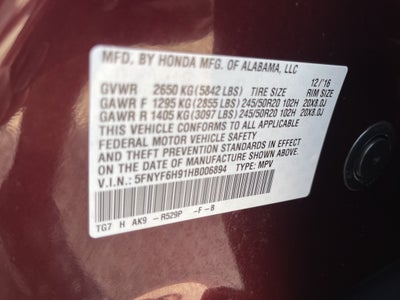 MFD. BY HONDA MFG. OF ALABAMA, LLC
12/'16
GVWR 2650 KG (5842 LBS) TIRE SIZE RIM SIZE
GAWR F 1295 KG (2855 LBS) 245/50R20 102H 20X8.0J
GAWR R 1405 KG (3097 LBS) 245/50R20 102H 20X8.0J
THIS VEHICLE CONFORMS TO ALL APPLICABLE
FEDERAL MOTOR VEHICLE SAFETY STANDARDS IN EFFECT
ON THE DATE OF MANUFACTURE SHOWN ABOVE.
V.I.N.: 5FNYF6H91HB006894 TYPE: MPV
TG7 H AK9 - R529P -F-B